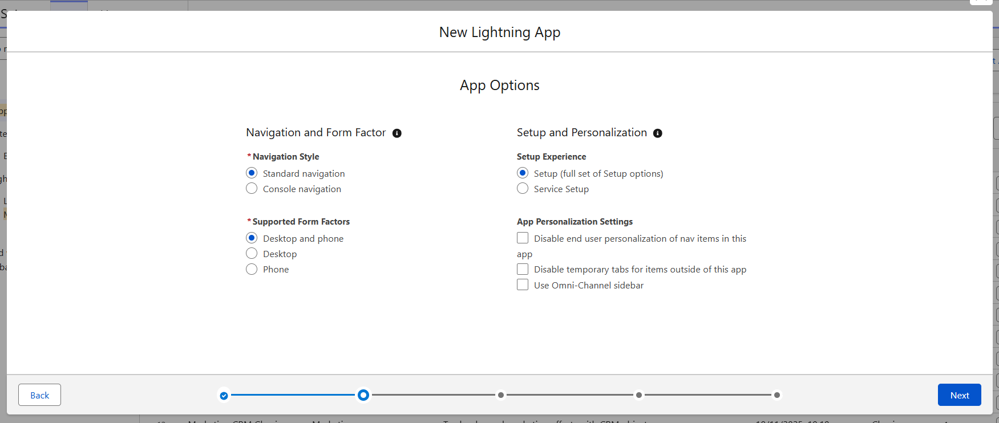 New Lightning App
App Options
Navigation and Form Factor
*Navigation Style
Standard navigation
Console navigation
*Supported Form Factors
Desktop and phone
Desktop
Phone
Setup and Personalization
Setup Experience
Setup (full set of Setup options)
Service Setup
App Personalization Settings
Disable end user personalization of nav items in this
app
Disable temporary tabs for items outside of this app
Use Omni-Channel sidebar
Back
Next